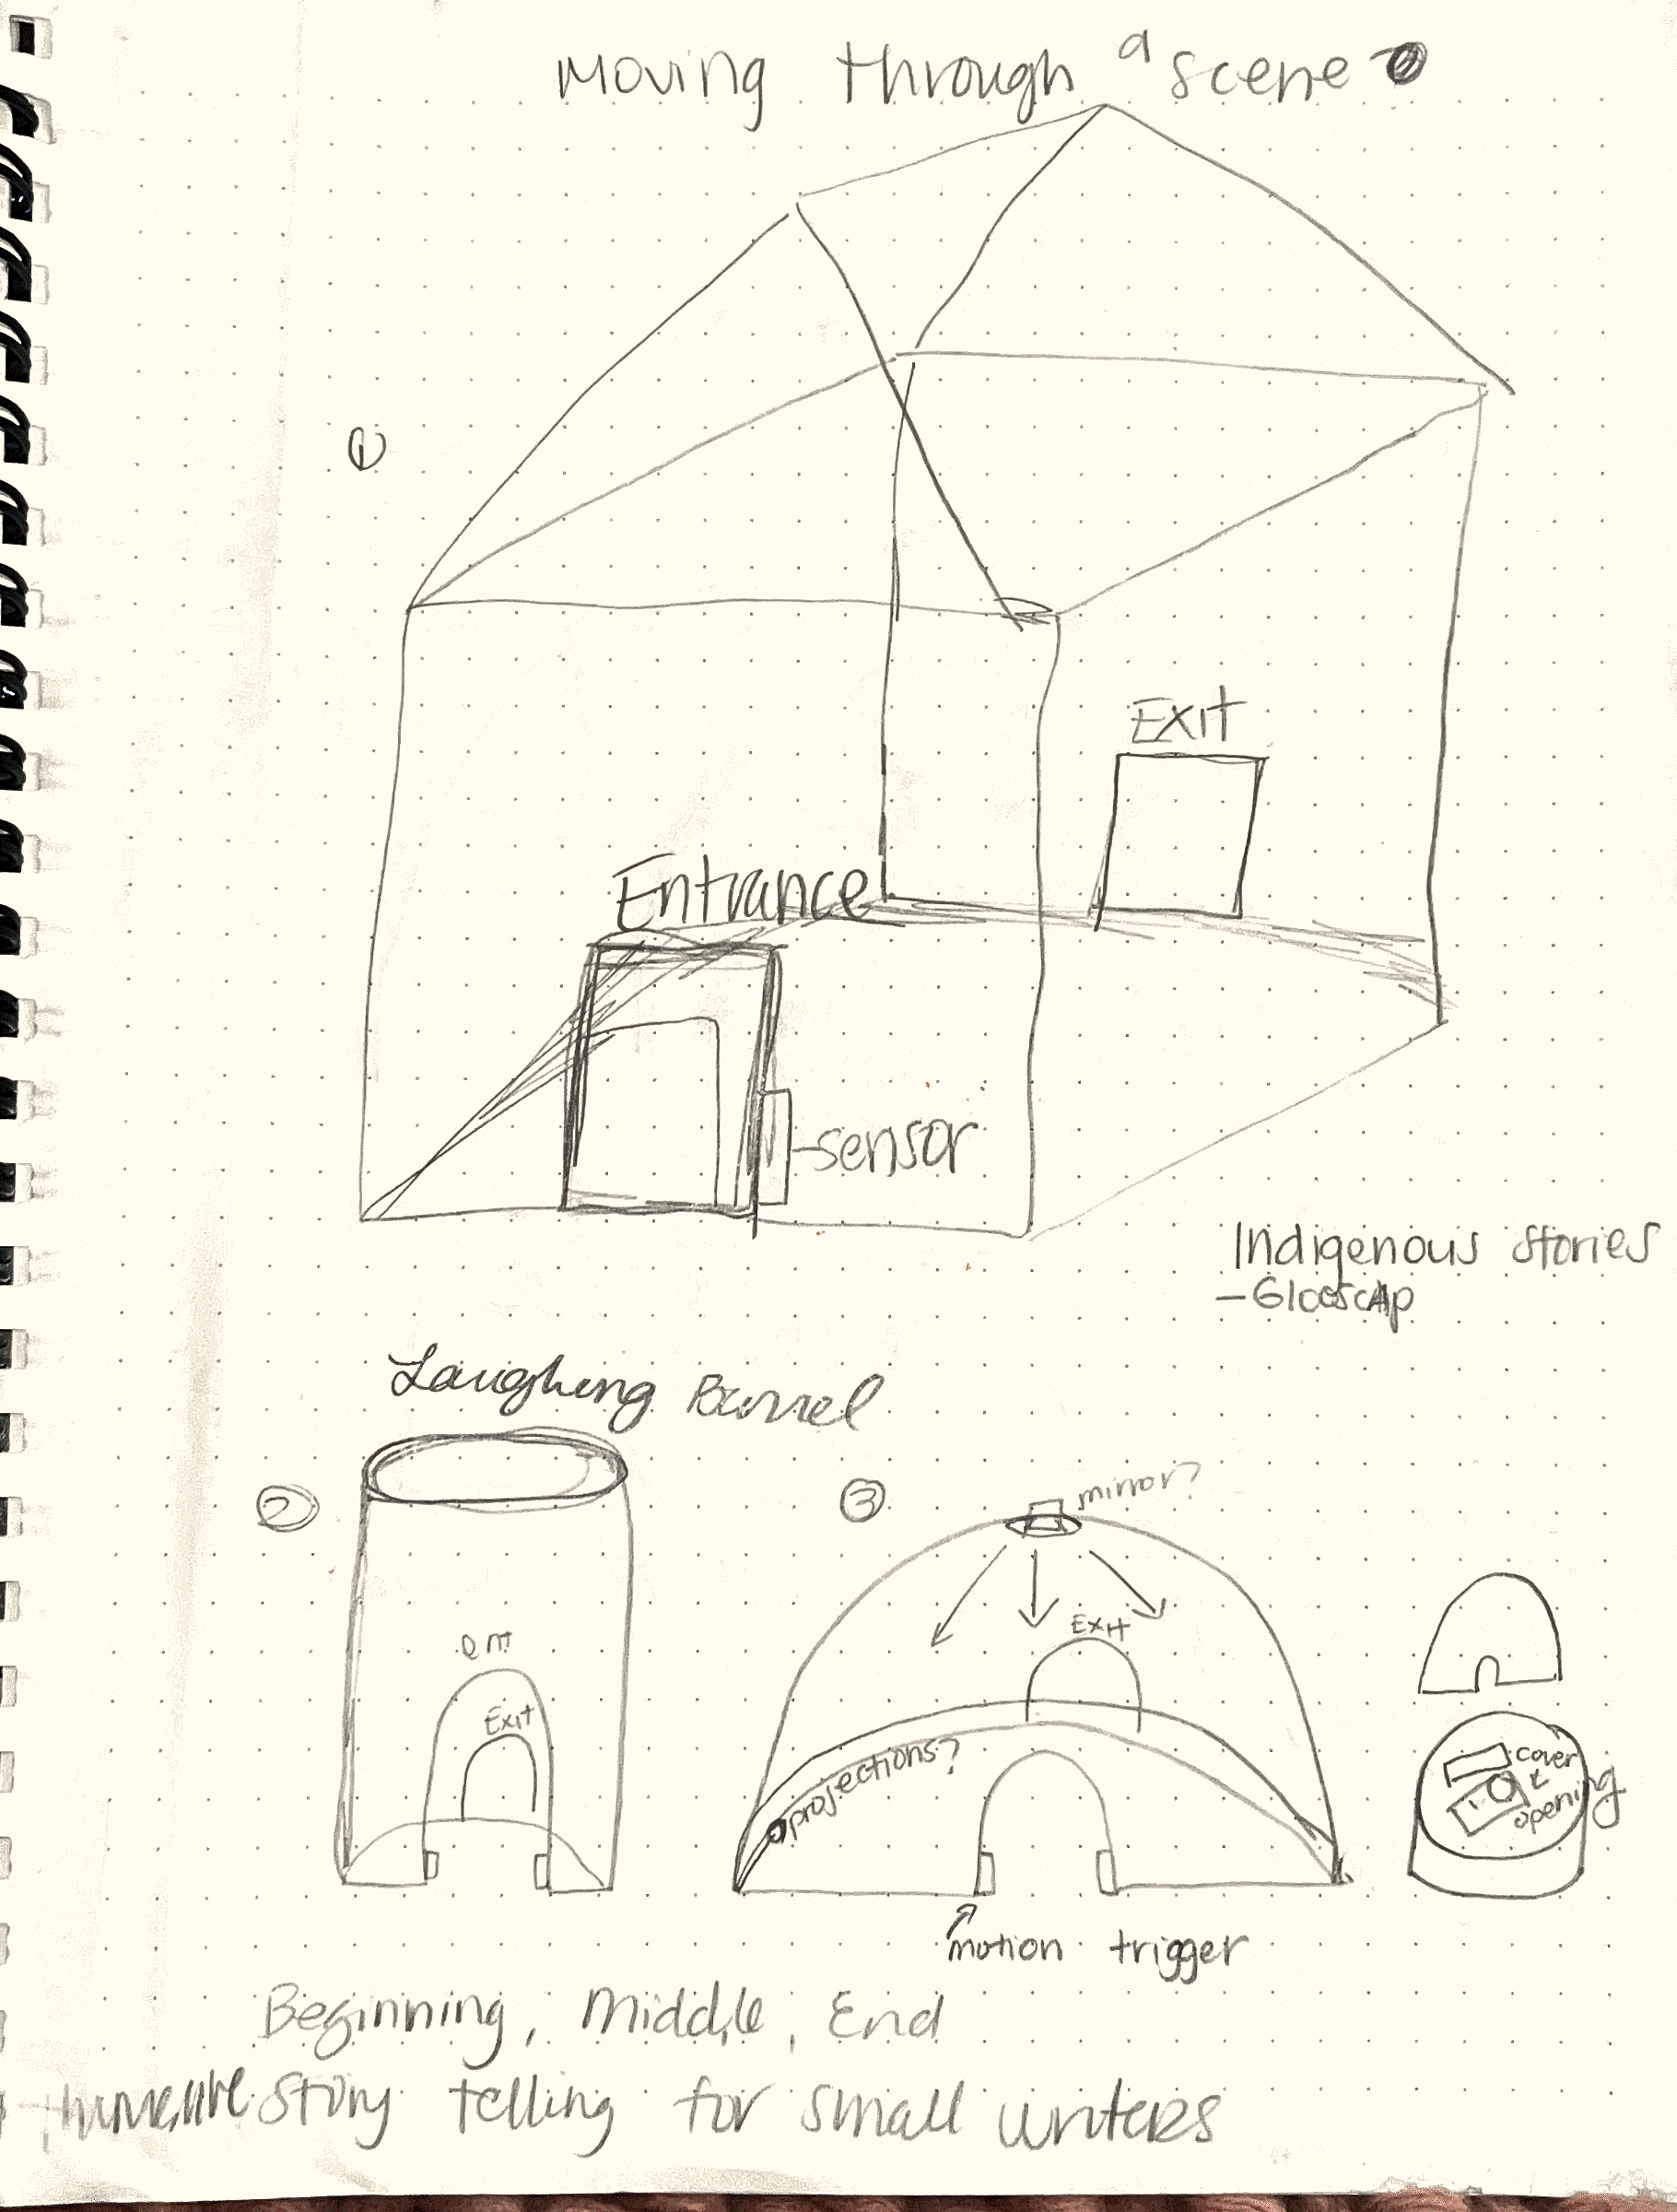 Moving through a scene
①
EXIT
Entrance
-sensor
Indigenous stories
- Glooscap
Laughing Barrel
②
ent
Exit
③
mirror?
EXIT
projections?
cover
opening
motion trigger
Beginning, Middle, End
story telling for small writers